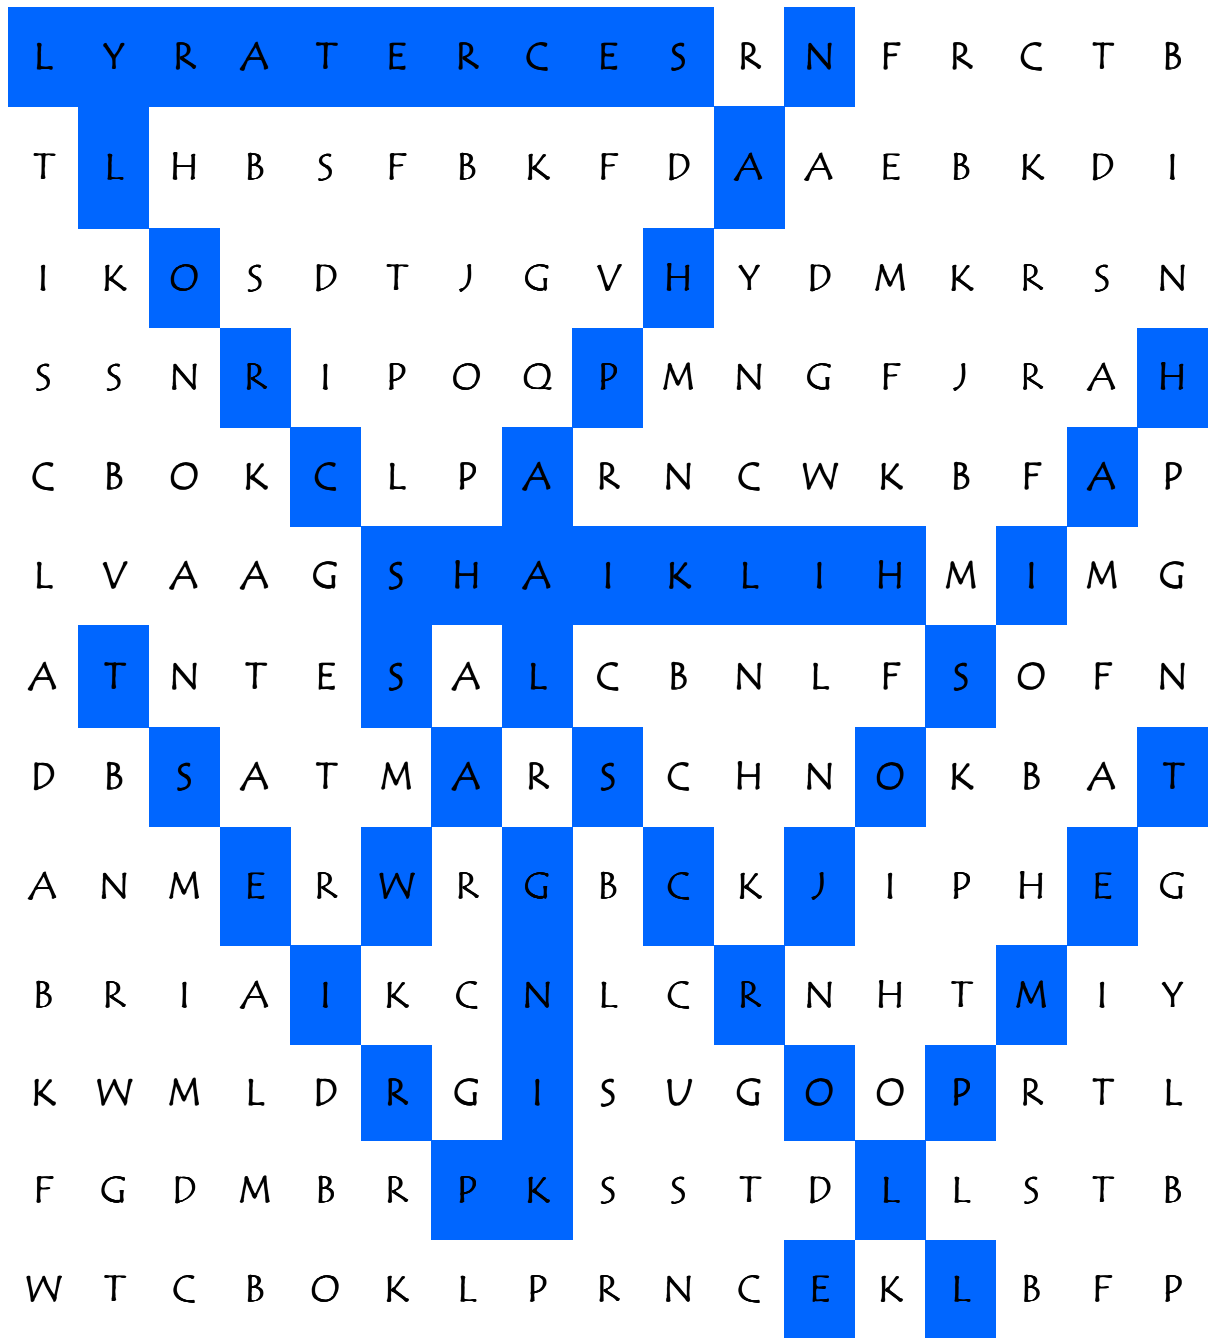 L Y R A T E R C E S R N F R C T B
T L H B S F B K F D A A E B K D I
I K O S D T J G V H Y D M K R S N
S S N R I P O Q P M N G F J R A H
C B O K C L P A R N C W K B F A P
L V A A G S H A I K L I H M I M G
A T N T E S A L C B N L F S O F N
D B S A T M A R S C H N O K B A T
A N M E R W R G B C K J I P H E G
B R I A I K C N L C R N H T M I Y
K W M L D R G I S U G O O P R T L
F G D M B R P K S S T D L L S T B
W T C B O K L P R N C E K L B F P